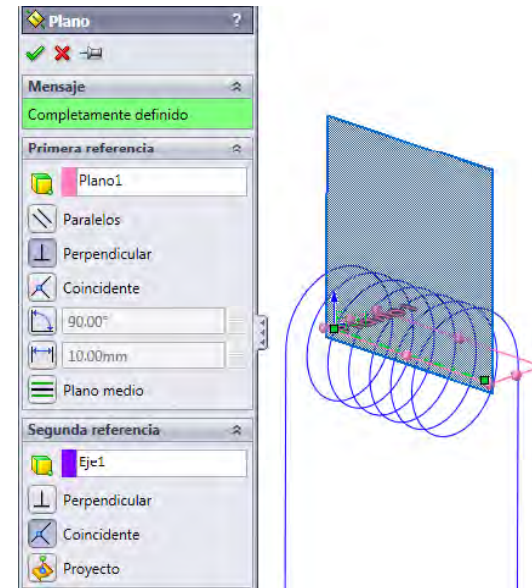 Plano ?
Mensaje
Completamente definido
Primera referencia
Plano1
Paralelos
Perpendicular
Coincidente
90.00°
10.00mm
Plano medio
Segunda referencia
Eje1
Perpendicular
Coincidente
Proyecto